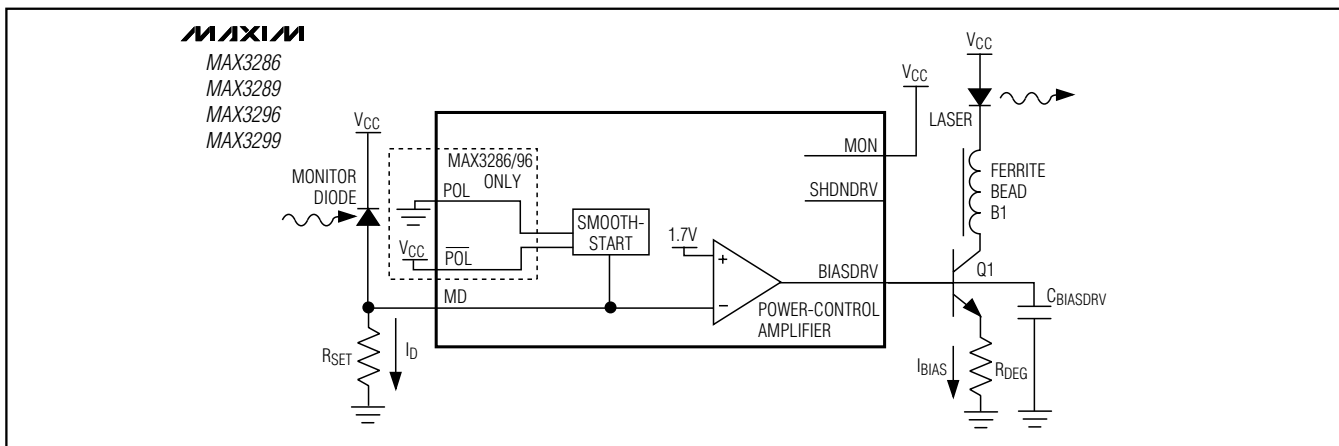 MAXIM
MAX3286
MAX3289
MAX3296
MAX3299
VCC
MONITOR
DIODE
MAX3286/96
ONLY
POL
VCC
POL
MD
RSET
ID
SMOOTH-
START
1.7V
+
−
POWER-CONTROL
AMPLIFIER
VCC
MON
SHDNDRV
BIASDRV
VCC
LASER
FERRITE
BEAD
B1
Q1
CBIASDRV
IBIAS
RDEG